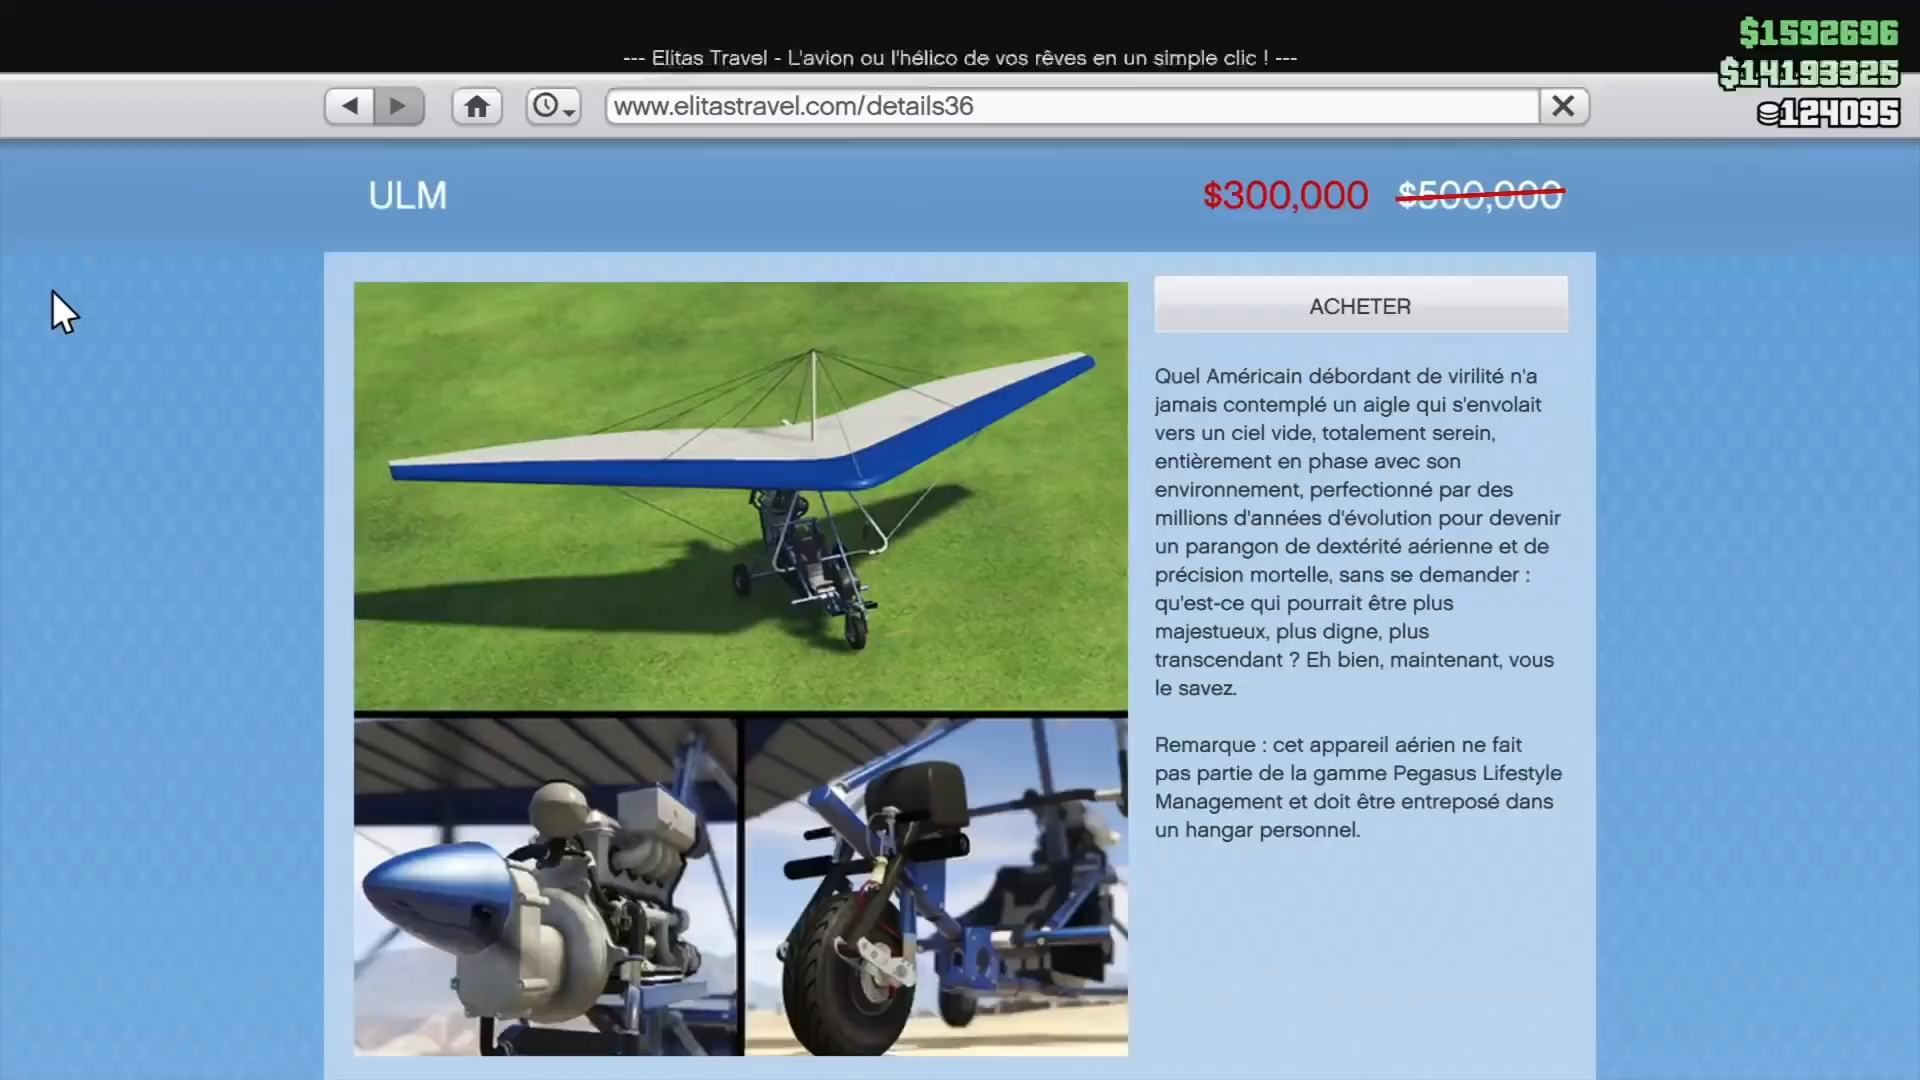 --- Elitas Travel - L'avion ou l'hélico de vos rêves en un simple clic ! ---
$1592696
$14193325
124095
www.elitastravel.com/details36
ULM
$300,000 $500,000
ACHETER
Quel Américain débordant de virilité n'a
jamais contemplé un aigle qui s'envolait
vers un ciel vide, totalement serein,
entièrement en phase avec son
environnement, perfectionné par des
millions d'années d'évolution pour devenir
un parangon de dextérité aérienne et de
précision mortelle, sans se demander :
qu'est-ce qui pourrait être plus
majestueux, plus digne, plus
transcendant ? Eh bien, maintenant, vous
le savez.
Remarque : cet appareil aérien ne fait
pas partie de la gamme Pegasus Lifestyle
Management et doit être entreposé dans
un hangar personnel.